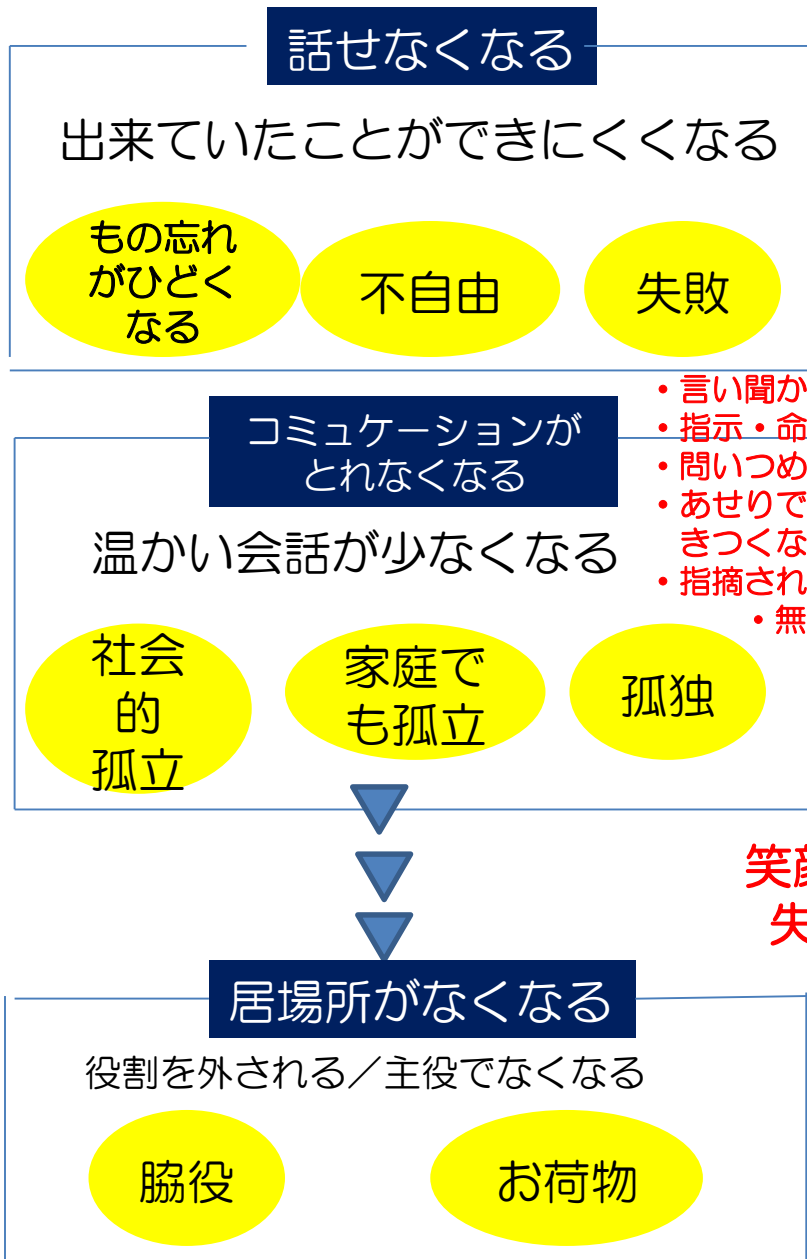 話せなくなる
出来ていたことができにくくなる
もの忘れ
がひどく
なる
不自由
失敗
コミュケーションが
とれなくなる
・言い聞か
・指示・命
・問いつめ
・あせりで
きつくな
・指摘され
・無
温かい会話が少なくなる
社会
的
孤立
家庭で
も孤立
孤独
笑顔
失
居場所がなくなる
役割を外される／主役でなくなる
脇役
お荷物